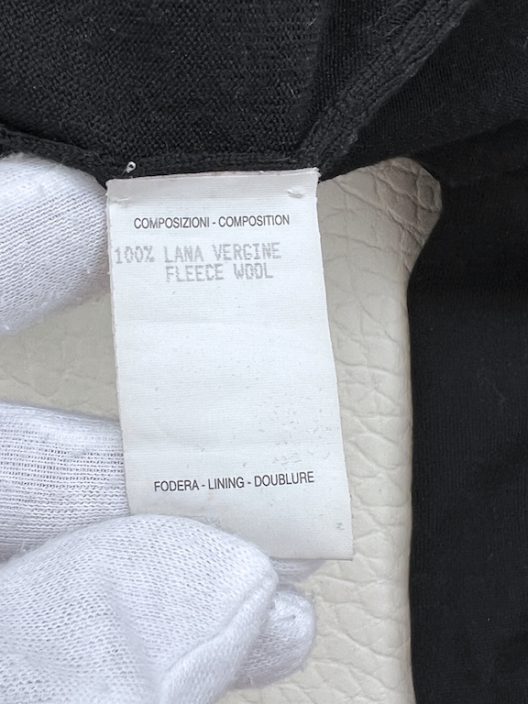 COMPOSIZIONI - COMPOSITION
100% LANA VERGINE
FLEECE WOOL
FODERA - LINING - DOUBLURE